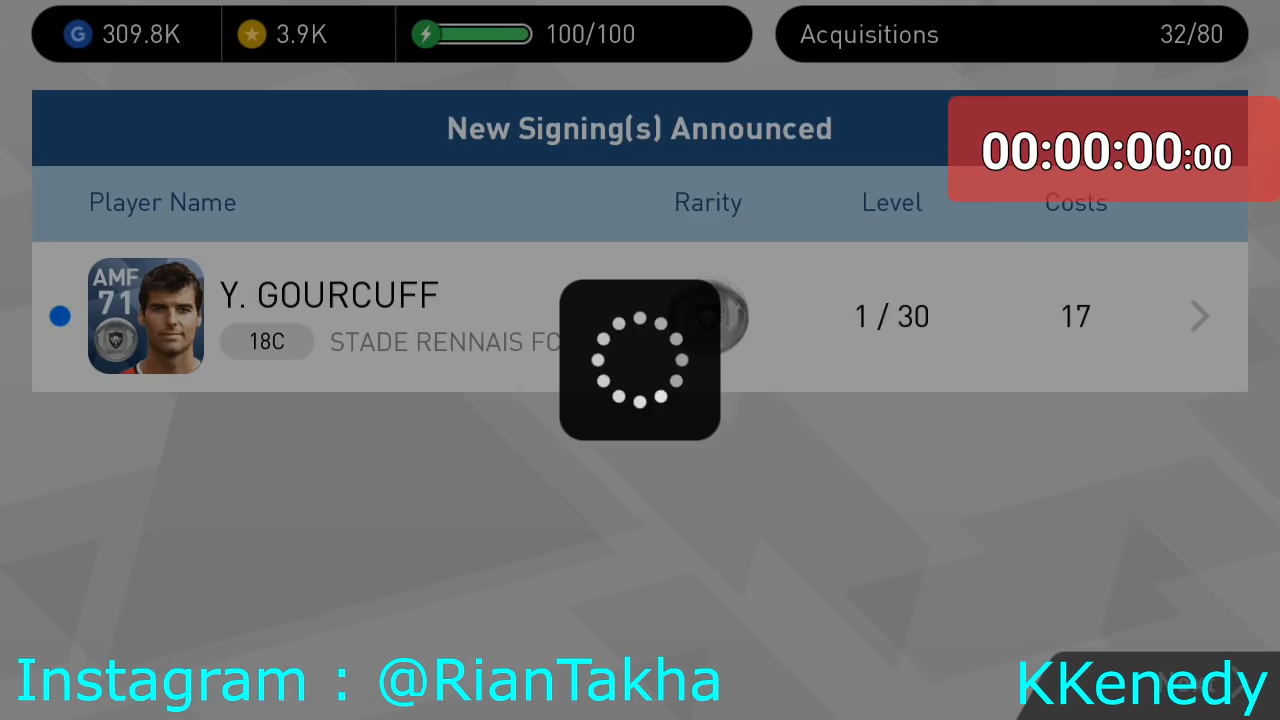 309.8K
3.9K
100/100
Acquisitions 32/80
New Signing(s) Announced
00:00:00:00
Player Name Rarity Level Costs
AMF
71
Y. GOURCUFF
18C STADE RENNAIS FC
1 / 30 17
Instagram : @RianTakha
KKenedy